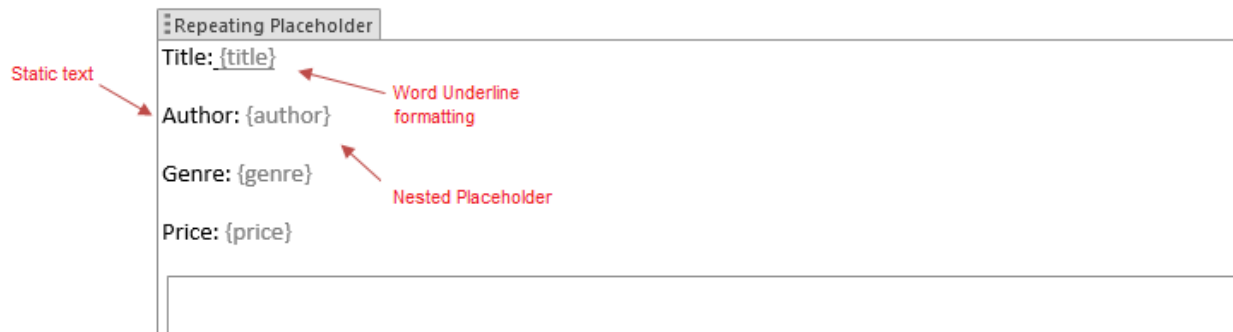 Repeating Placeholder
Title: {title}
Static text
Word Underline
formatting
Author: {author}
Genre: {genre}
Nested Placeholder
Price: {price}